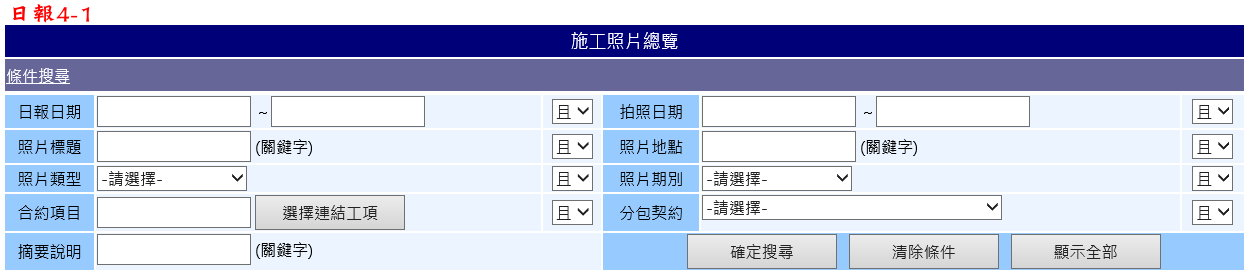 日報4-1
施工照片總覽
條件搜尋
日報日期 ~ 且 拍照日期 ~ 且
照片標題 (關鍵字) 且 照片地點 (關鍵字) 且
照片類型 -請選擇- 且 照片期別 -請選擇- 且
合約項目 選擇連結工項 且 分包契約 -請選擇- 且
摘要說明 (關鍵字) 確定搜尋 清除條件 顯示全部